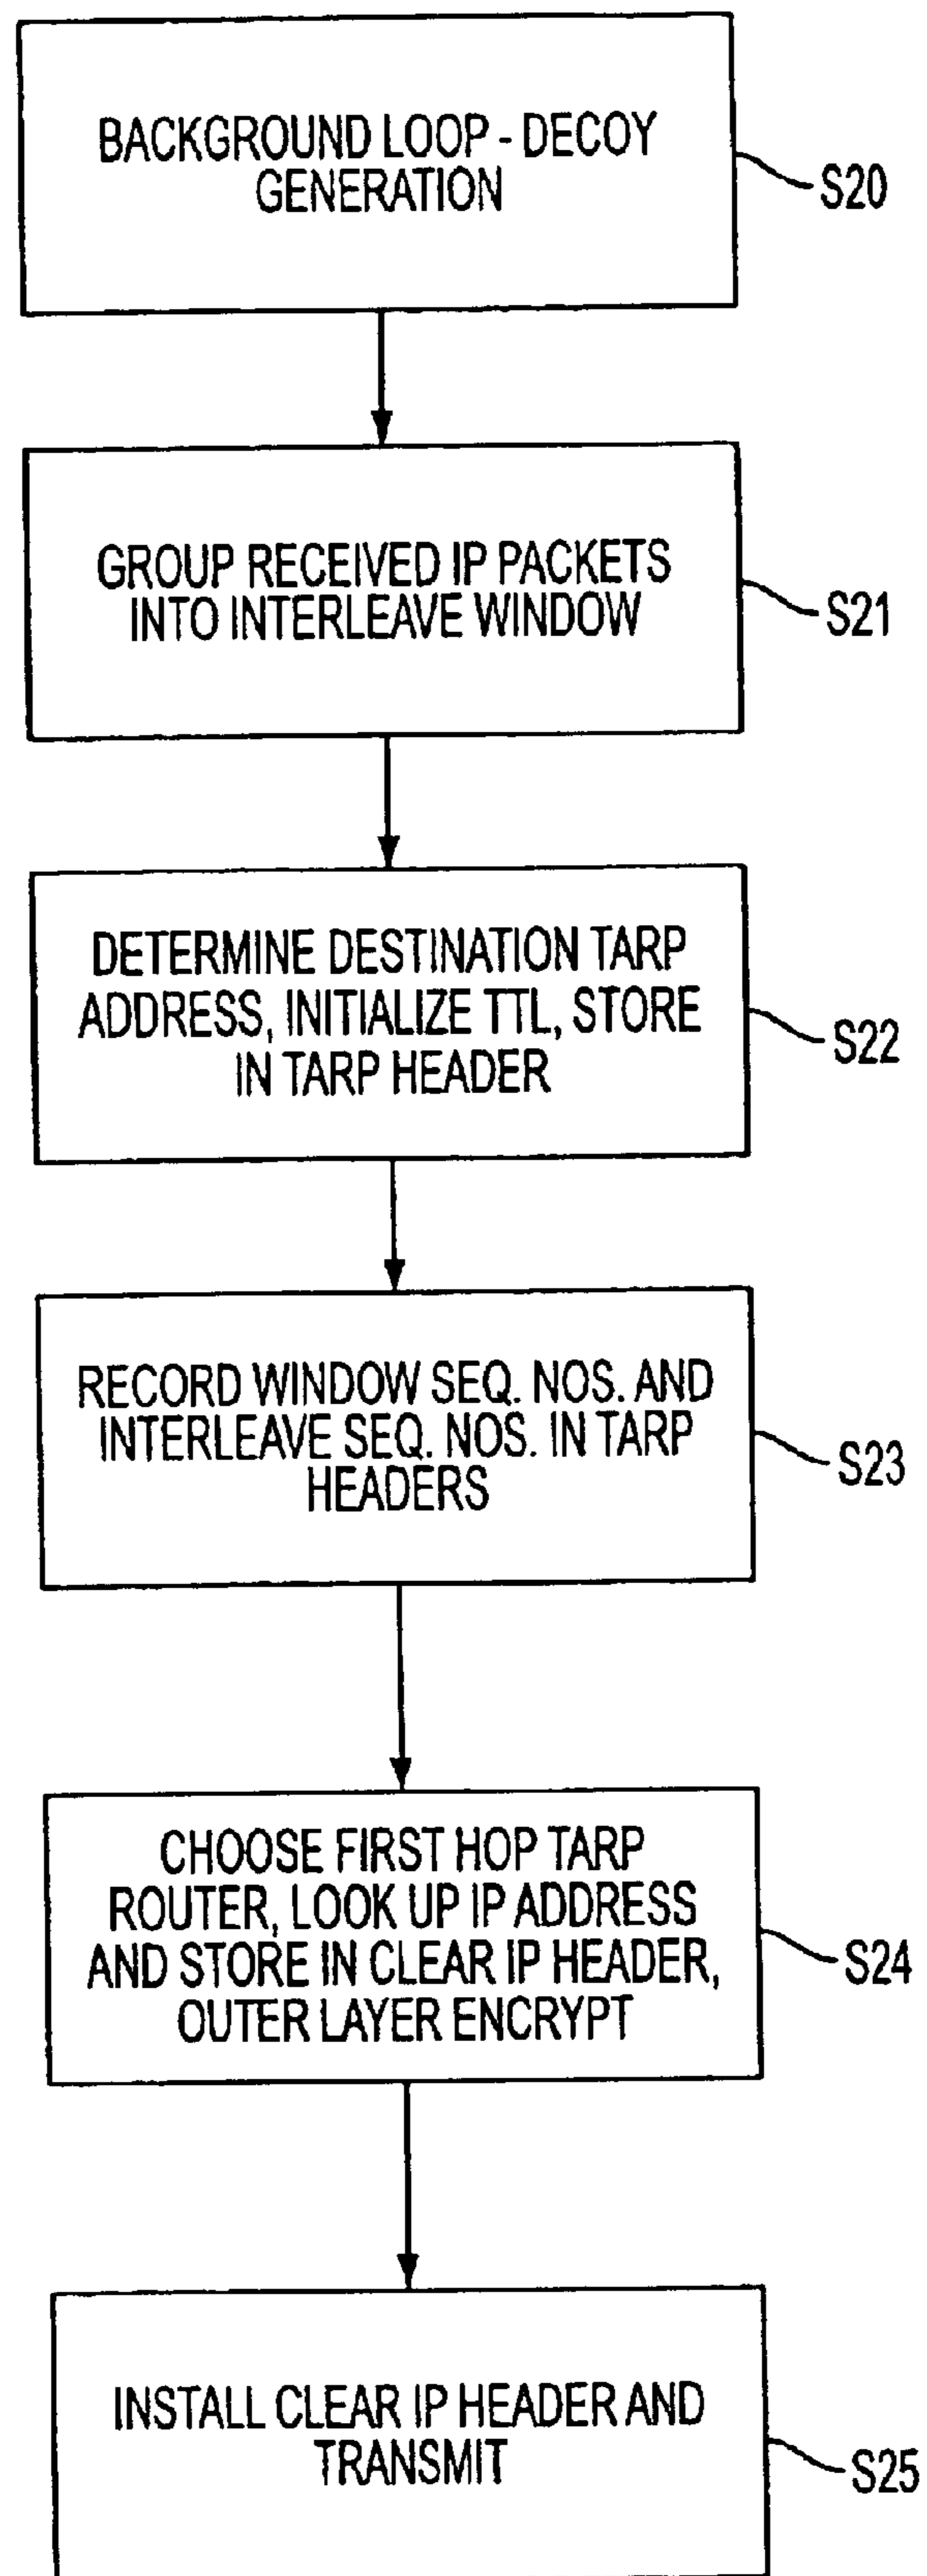 BACKGROUND LOOP - DECOY
GENERATION
S20
GROUP RECEIVED IP PACKETS
INTO INTERLEAVE WINDOW
S21
DETERMINE DESTINATION TARP
ADDRESS, INITIALIZE TTL, STORE
IN TARP HEADER
S22
RECORD WINDOW SEQ. NOS. AND
INTERLEAVE SEQ. NOS. IN TARP
HEADERS
S23
CHOOSE FIRST HOP TARP
ROUTER, LOOK UP IP ADDRESS
AND STORE IN CLEAR IP HEADER,
OUTER LAYER ENCRYPT
S24
INSTALL CLEAR IP HEADER AND
TRANSMIT
S25